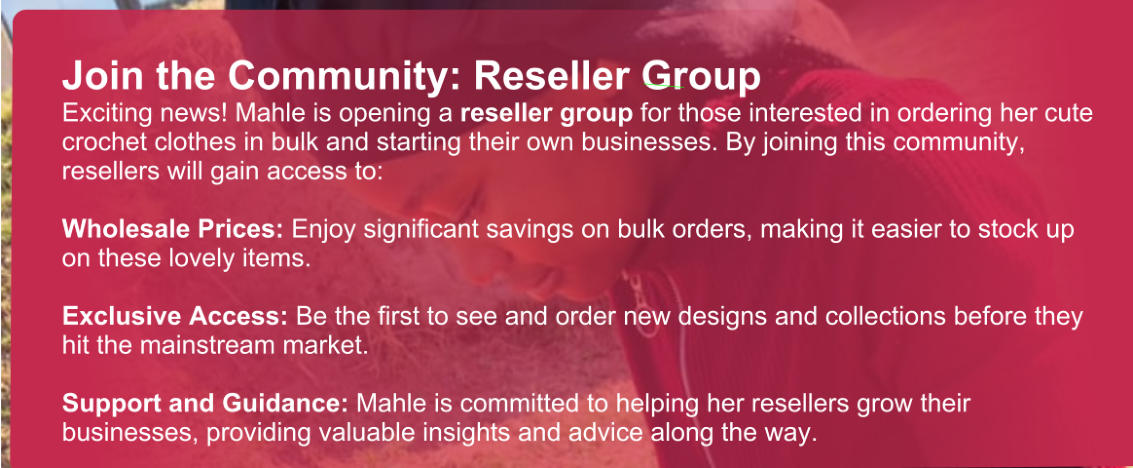 Join the Community: Reseller Group
Exciting news! Mahle is opening a reseller group for those interested in ordering her cute
crochet clothes in bulk and starting their own businesses. By joining this community,
resellers will gain access to:
Wholesale Prices: Enjoy significant savings on bulk orders, making it easier to stock up
on these lovely items.
Exclusive Access: Be the first to see and order new designs and collections before they
hit the mainstream market.
Support and Guidance: Mahle is committed to helping her resellers grow their
businesses, providing valuable insights and advice along the way.